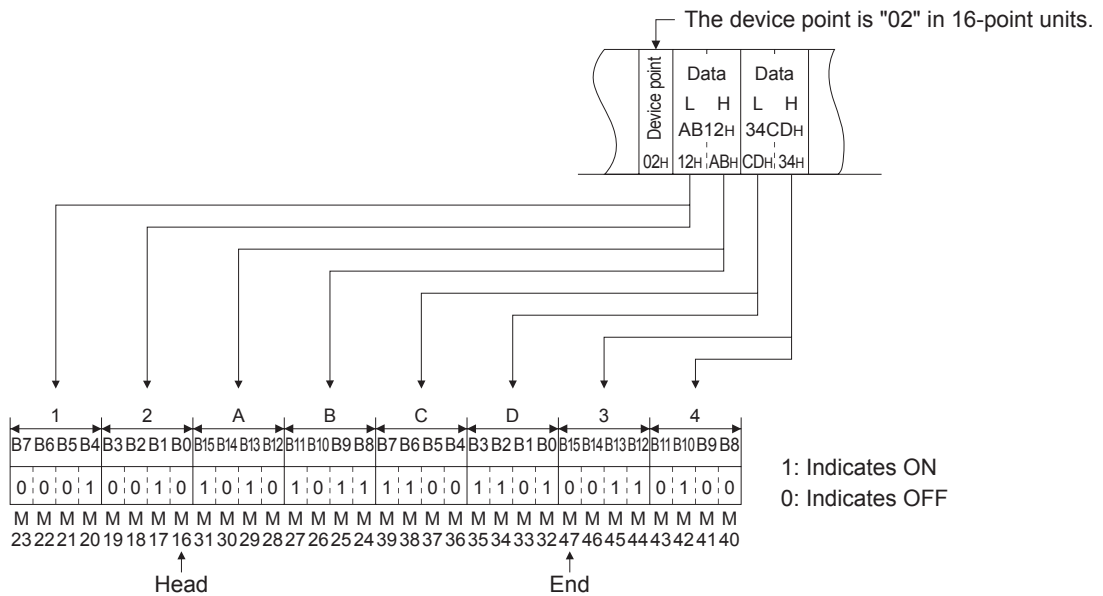 The device point is "02" in 16-point units.
Device point
Data Data
L H L H
AB12H 34CDH
02H 12H ABH CDH 34H
1 2 A B C D 3 4
B7 B6 B5 B4 B3 B2 B1 B0 B15 B14 B13 B12 B11 B10 B9 B8 B7 B6 B5 B4 B3 B2 B1 B0 B15 B14 B13 B12 B11 B10 B9 B8
0 0 0 1 0 0 1 0 1 0 1 0 1 0 1 1 1 1 0 0 1 1 0 1 0 0 1 1 0 1 0 0
1: Indicates ON
0: Indicates OFF
M M M M M M M M M M M M M M M M M M M M M M M M M M M M M M M M
23 22 21 20 19 18 17 16 31 30 29 28 27 26 25 24 39 38 37 36 35 34 33 32 47 46 45 44 43 42 41 40
Head End